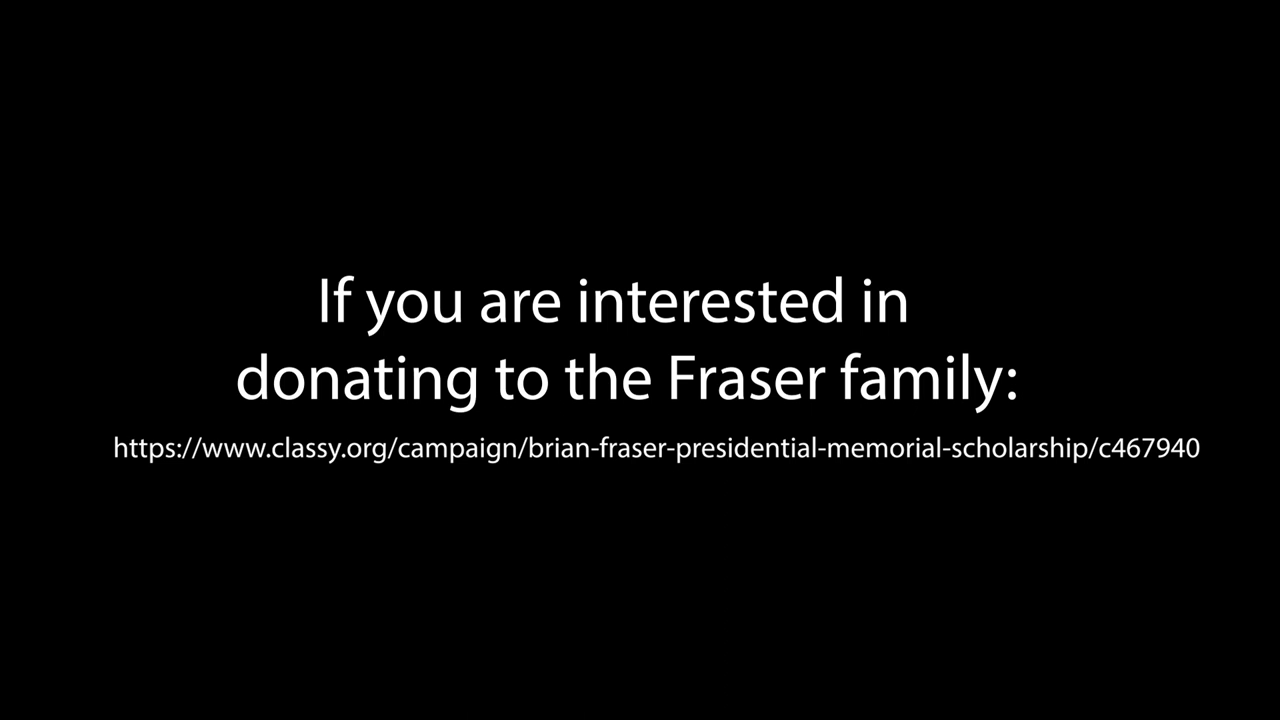 If you are interested in
donating to the Fraser family:
https://www.classy.org/campaign/brian-fraser-presidential-memorial-scholarship/c467940